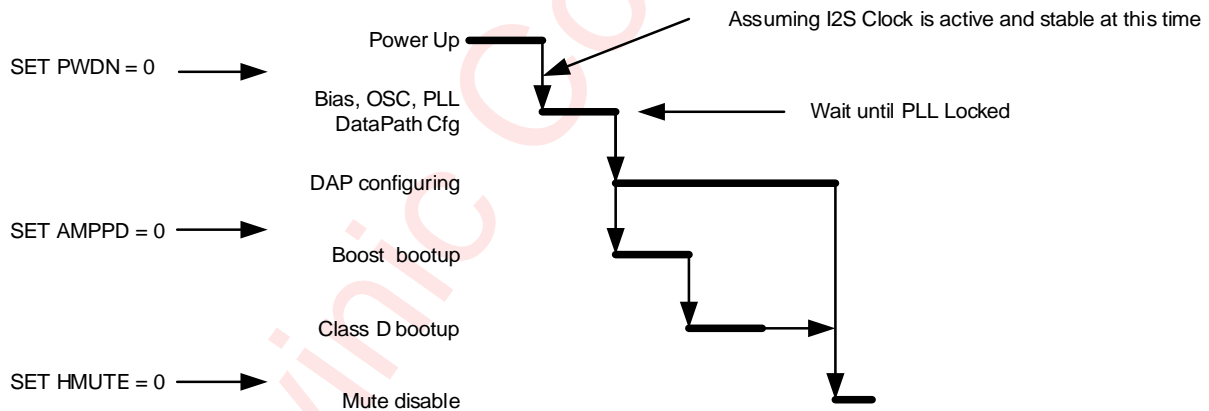 Assuming I2S Clock is active and stable at this time
Power Up
SET PWDN = 0
Bias, OSC, PLL
DataPath Cfg
Wait until PLL Locked
DAP configuring
SET AMPPD = 0
Boost bootup
Class D bootup
SET HMUTE = 0
Mute disable